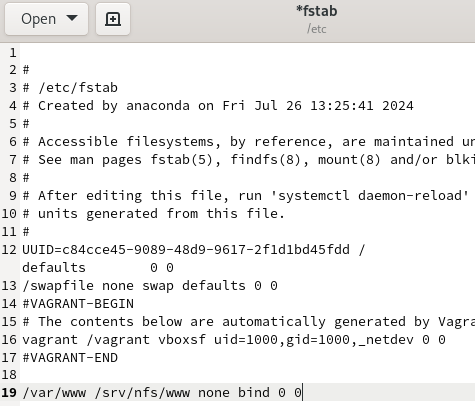 Open
*fstab
/etc
1
2 #
3 # /etc/fstab
4 # Created by anaconda on Fri Jul 26 13:25:41 2024
5 #
6 # Accessible filesystems, by reference, are maintained un
7 # See man pages fstab(5), findfs(8), mount(8) and/or blki
8 #
9 # After editing this file, run 'systemctl daemon-reload'
10 # units generated from this file.
11 #
12 UUID=c84cce45-9089-48d9-9617-2f1d1bd45fdd /
defaults        0 0
13 /swapfile none swap defaults 0 0
14 #VAGRANT-BEGIN
15 # The contents below are automatically generated by Vagra
16 vagrant /vagrant vboxsf uid=1000,gid=1000,_netdev 0 0
17 #VAGRANT-END
18
19 /var/www /srv/nfs/www none bind 0 0